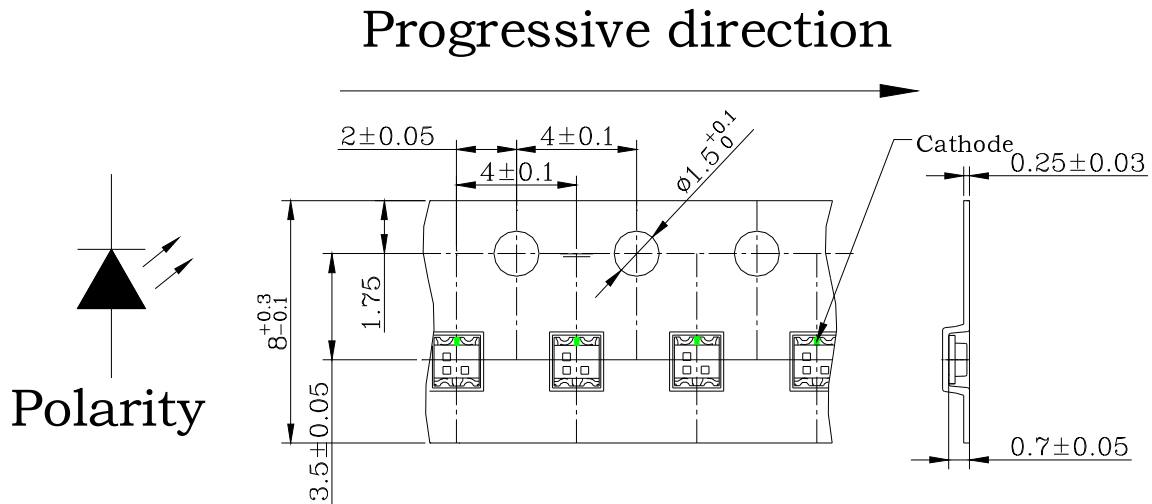 Progressive direction
2±0.05
4±0.1
4±0.1
ø1.5 +0.1 0
Cathode
0.25±0.03
1.75
8 +0.3 -0.1
3.5±0.05
Polarity
0.7±0.05